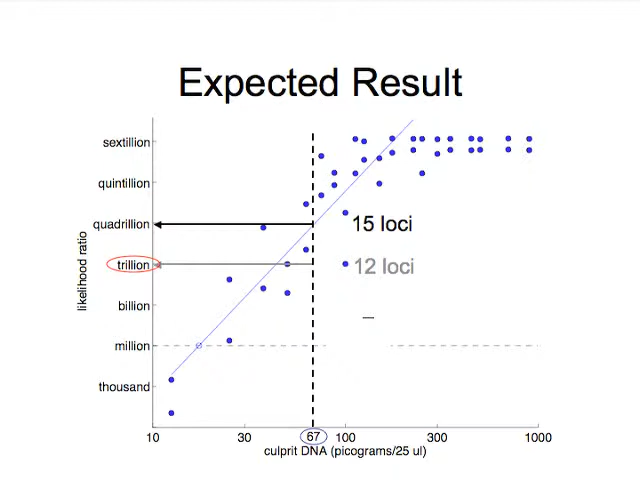 Expected Result
sextillion
quintillion
quadrillion
15 loci
trillion
12 loci
billion
million
thousand
likelihood ratio
10 30 67 100 300 1000
culprit DNA (picograms/25 ul)